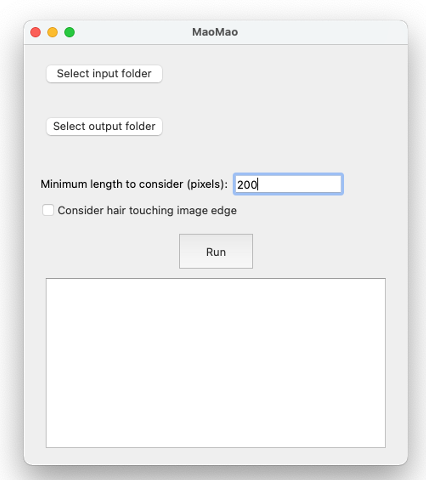 MaoMao
Select input folder
Select output folder
Minimum length to consider (pixels): 200
Consider hair touching image edge
Run